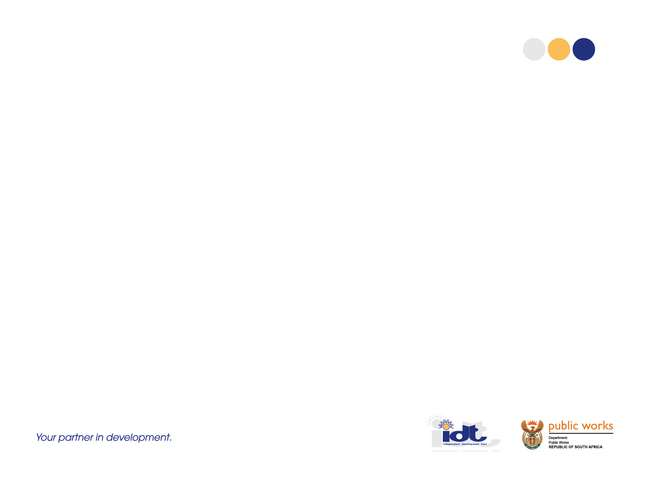 Your partner in development.
idt
public works
Department:
Public Works
REPUBLIC OF SOUTH AFRICA